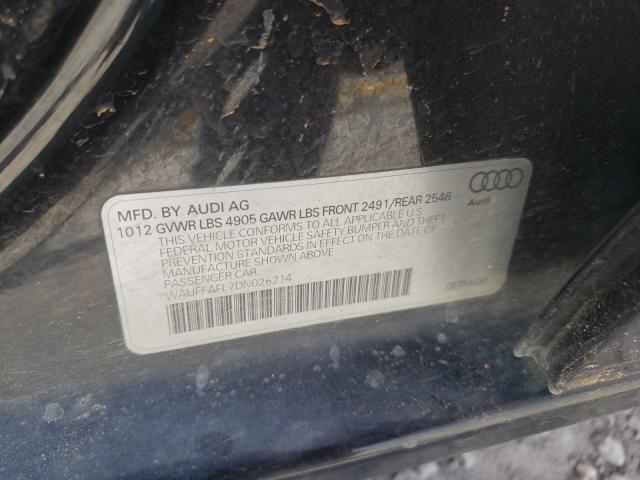 MFD. BY AUDI AG
1012 GVWR LBS 4905 GAWR LBS FRONT 2491/REAR 2546
THIS VEHICLE CONFORMS TO ALL APPLICABLE U.S.
FEDERAL MOTOR VEHICLE SAFETY,BUMPER AND THEFT
PREVENTION STANDARDS IN EFFECT ON THE DATE OF
MANUFACTURE SHOWN ABOVE
PASSENGER CAR
WAUFFAFL7DN026214
Audi
GERMANY